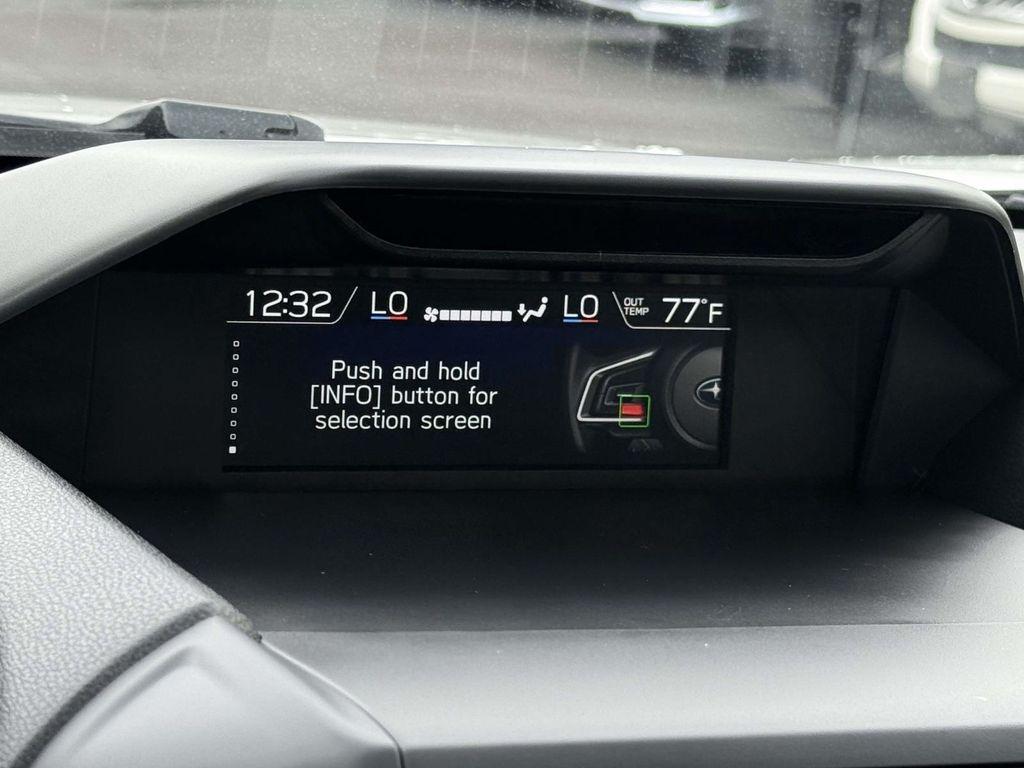 12:32 LO LO OUT TEMP 77°F
Push and hold
[INFO] button for
selection screen